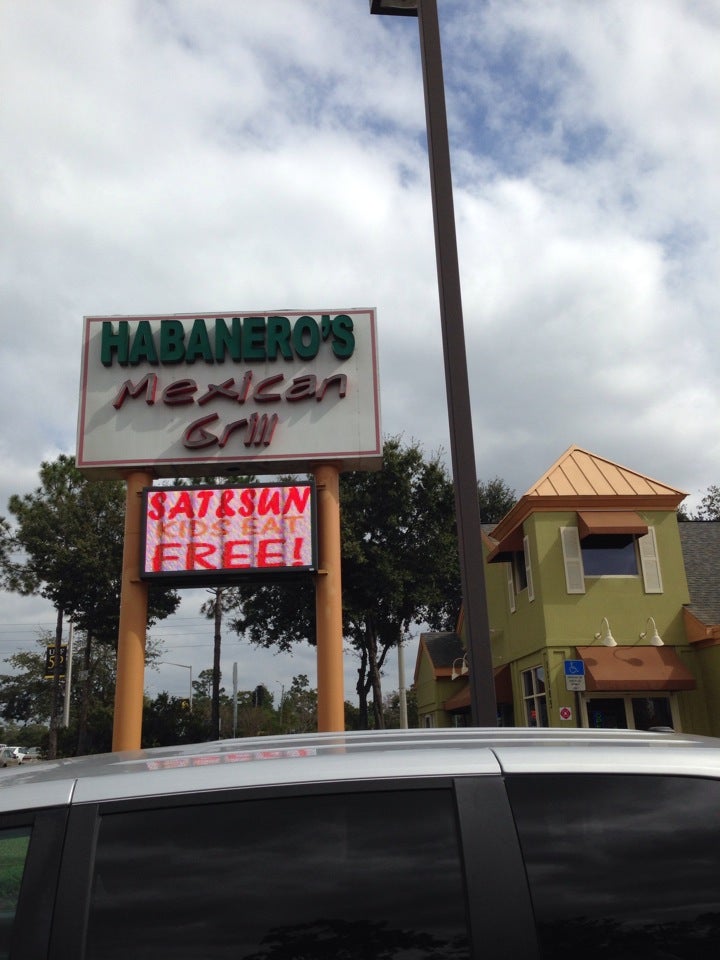 HABANERO'S
Mexican
Grill
SAT&SUN
KIDS EAT
FREE!